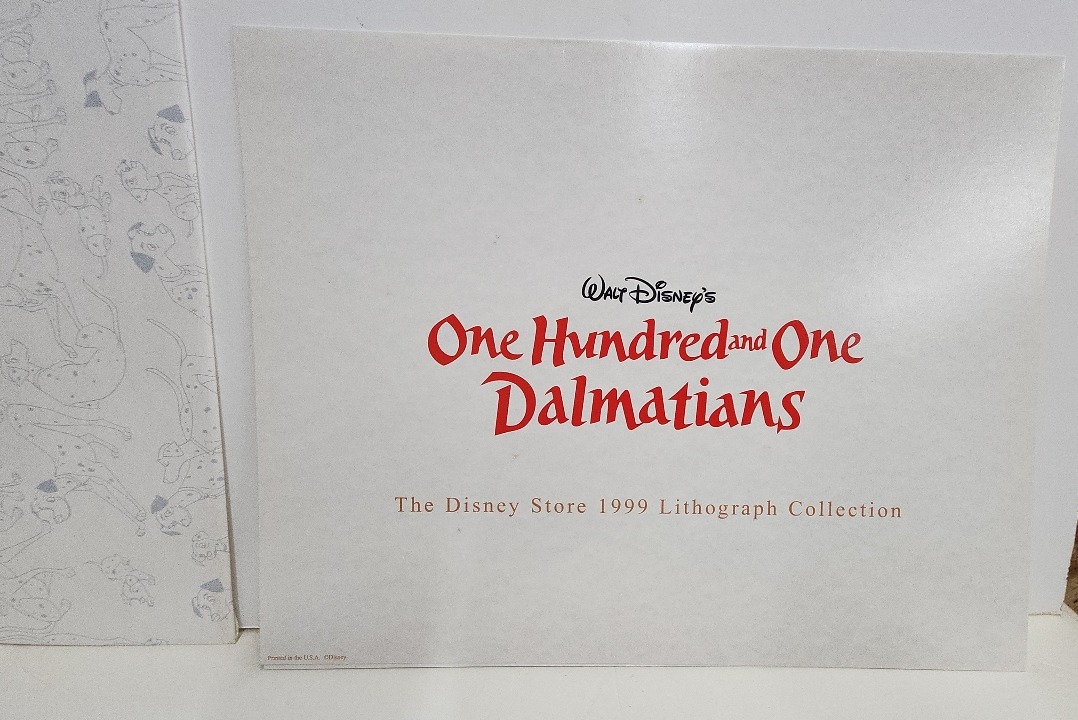 Walt Disney's
One Hundred and One
Dalmatians
The Disney Store 1999 Lithograph Collection
Printed in the U.S.A. ©Disney